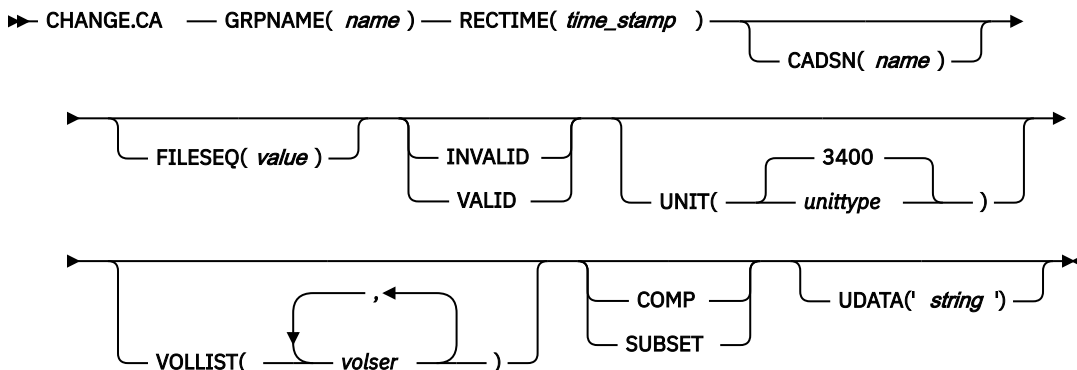 CHANGE.CA GRPNAME( name ) RECTIME( time_stamp )
CADSN( name )
FILESEQ( value )
INVALID
VALID
3400
UNIT( unittype )
,
VOLLIST( volser )
COMP
SUBSET
UDATA(' string ')